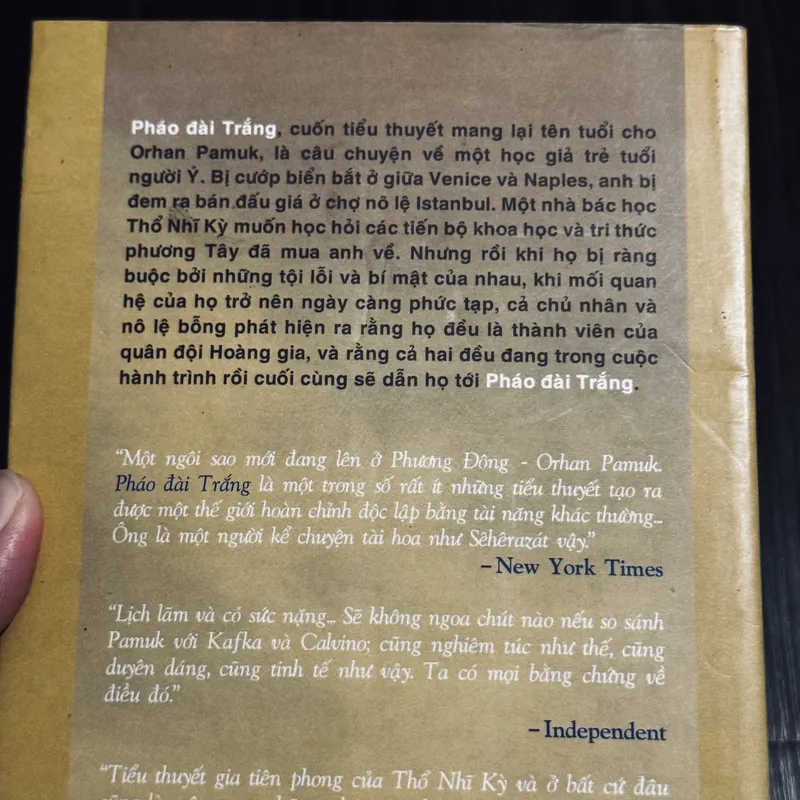 Pháo đài Trắng, cuốn tiểu thuyết mang lại tên tuổi cho
Orhan Pamuk, là câu chuyện về một học giả trẻ tuổi
người Ý. Bị cướp biển bắt ở giữa Venice và Naples, anh bị
đem ra bán đấu giá ở chợ nô lệ Istanbul. Một nhà bác học
Thổ Nhĩ Kỳ muốn học hỏi các tiến bộ khoa học và tri thức
phương Tây đã mua anh về. Nhưng rồi khi họ bị ràng
buộc bởi những tội lỗi và bí mật của nhau, khi mối quan
hệ của họ trở nên ngày càng phức tạp, cả chủ nhân và
nô lệ bỗng phát hiện ra rằng họ đều là thành viên của
quân đội Hoàng gia, và rằng cả hai đều đang trong cuộc
hành trình rồi cuối cùng sẽ dẫn họ tới Pháo đài Trắng.
“Một ngôi sao mới đang lên ở Phương Đông - Orhan Pamuk.
Pháo đài Trắng là một trong số rất ít những tiểu thuyết tạo ra
được một thế giới hoàn chỉnh độc lập bằng tài năng khác thường...
Ông là một người kể chuyện tài hoa như Sêhêrazát vậy.”
– New York Times
“Lịch lãm và có sức nặng... Sẽ không ngoa chút nào nếu so sánh
Pamuk với Kafka và Calvino; cũng nghiêm túc như thế, cũng
duyên dáng, cũng tinh tế như vậy. Ta có mọi bằng chứng về
điều đó.”
– Independent
“Tiểu thuyết gia tiên phong của Thổ Nhĩ Kỳ và ở bất cứ đâu